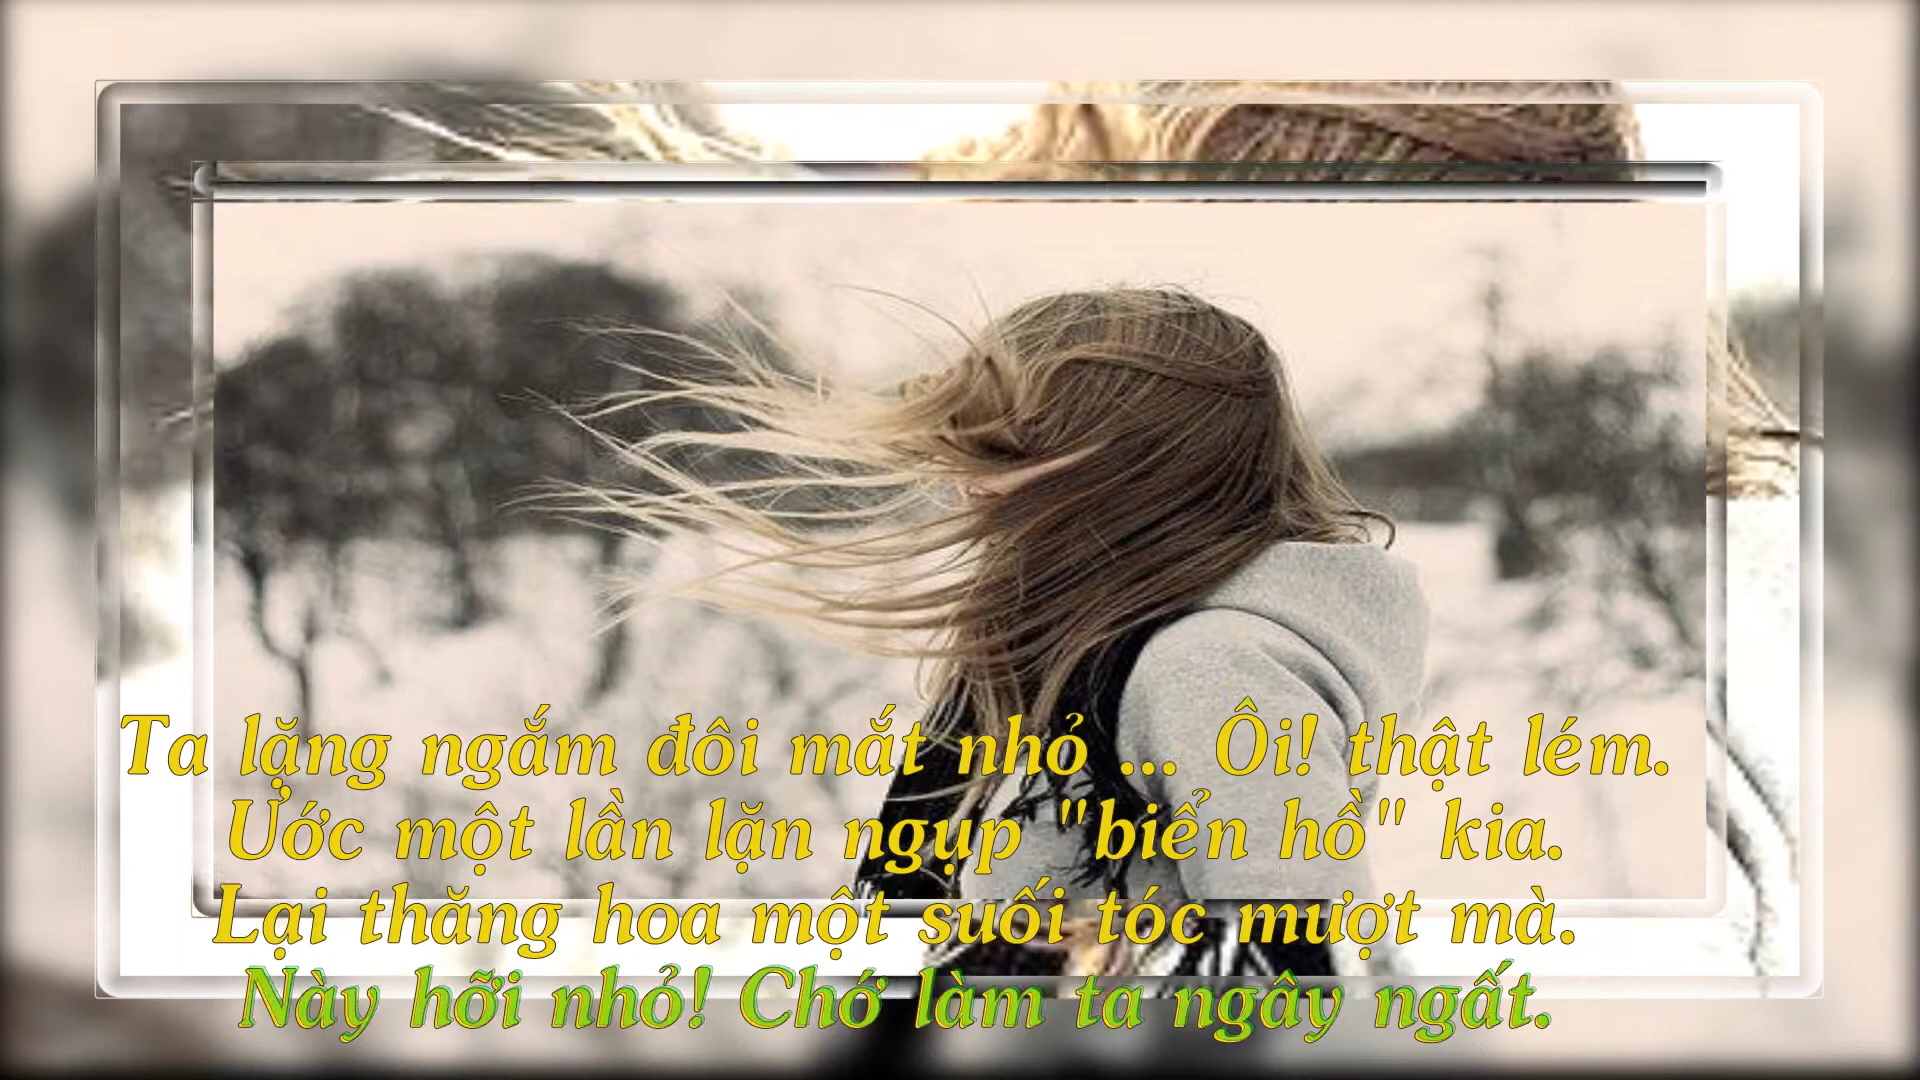 Ta lặng ngắm đôi mắt nhỏ ... Ôi! thật lém.
Ước một lần lặn ngụp "biển hồ" kia.
Lại thăng hoa một suối tóc mượt mà.
Này hỡi nhỏ! Chớ làm ta ngây ngất.